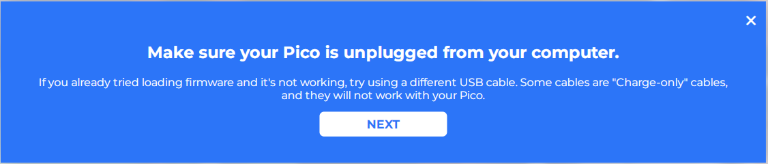 Make sure your Pico is unplugged from your computer.
If you already tried loading firmware and it's not working, try using a different USB cable. Some cables are "Charge-only" cables,
and they will not work with your Pico.
NEXT